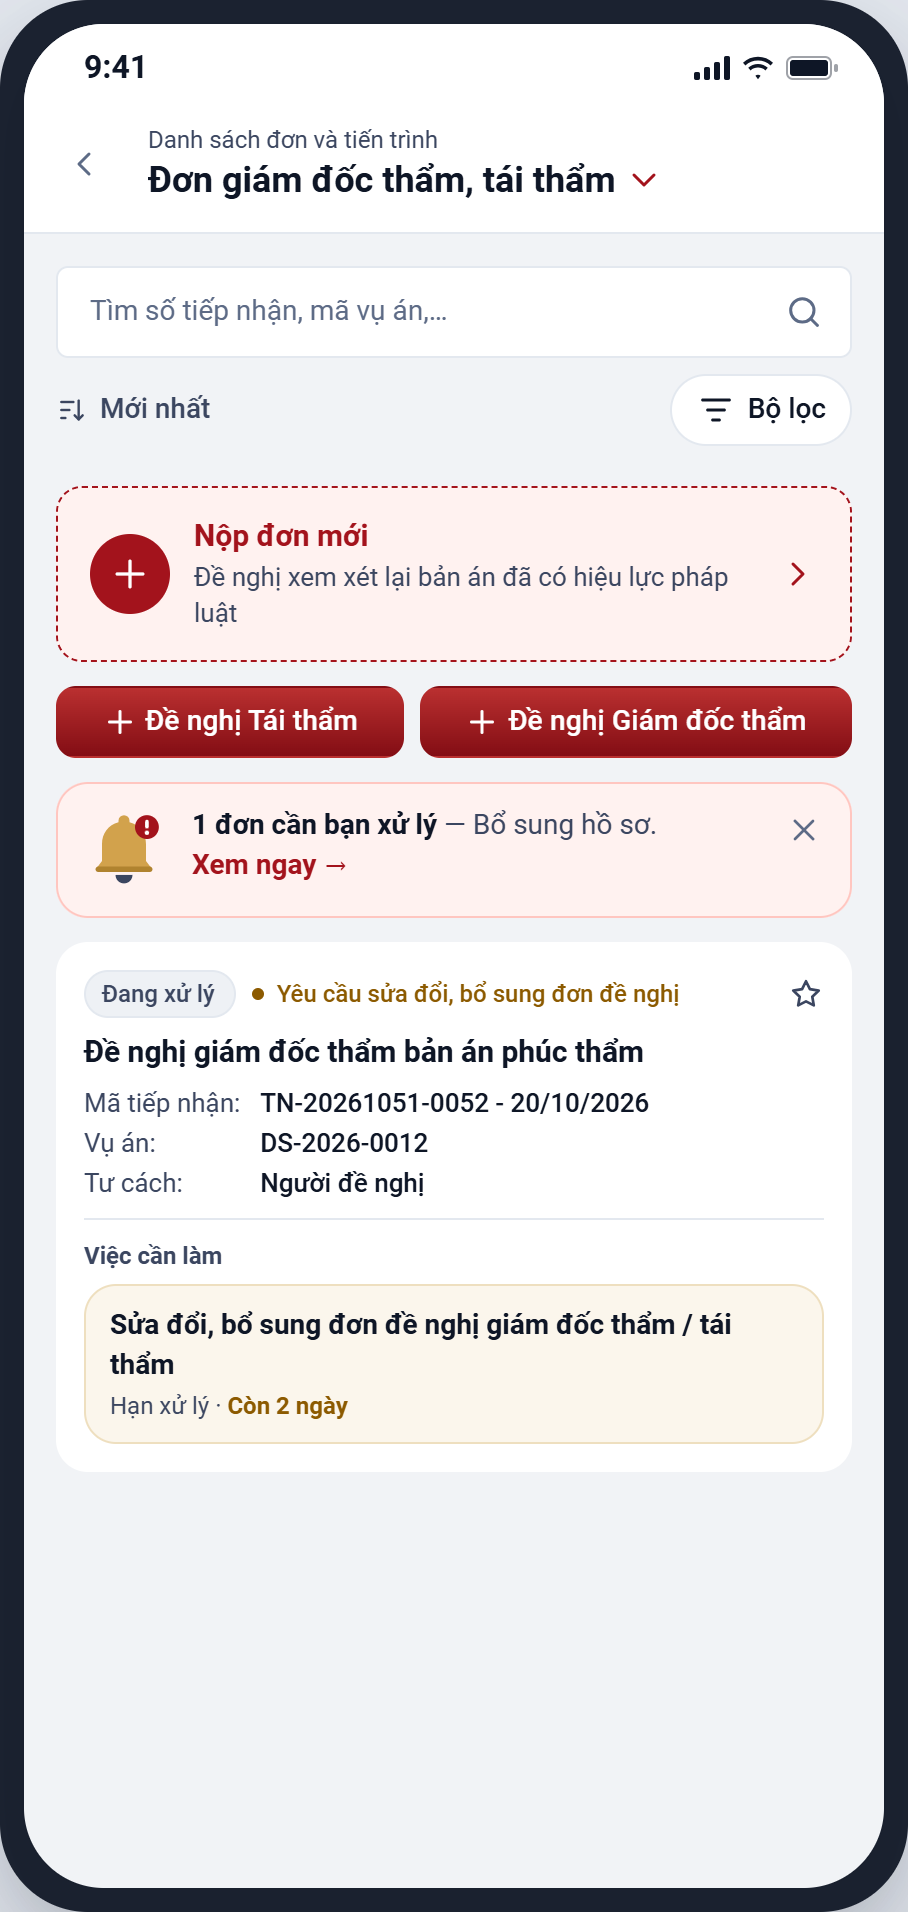 9:41
Danh sách đơn và tiến trình
Đơn giám đốc thẩm, tái thẩm
Tìm số tiếp nhận, mã vụ án,...
Mới nhất
Bộ lọc
Nộp đơn mới
Đề nghị xem xét lại bản án đã có hiệu lực pháp
luật
Đề nghị Tái thẩm
Đề nghị Giám đốc thẩm
1 đơn cần bạn xử lý — Bổ sung hồ sơ.
Xem ngay →
Đang xử lý
Yêu cầu sửa đổi, bổ sung đơn đề nghị
Đề nghị giám đốc thẩm bản án phúc thẩm
Mã tiếp nhận: TN-20261051-0052 - 20/10/2026
Vụ án: DS-2026-0012
Tư cách: Người đề nghị
Việc cần làm
Sửa đổi, bổ sung đơn đề nghị giám đốc thẩm / tái
thẩm
Hạn xử lý · Còn 2 ngày